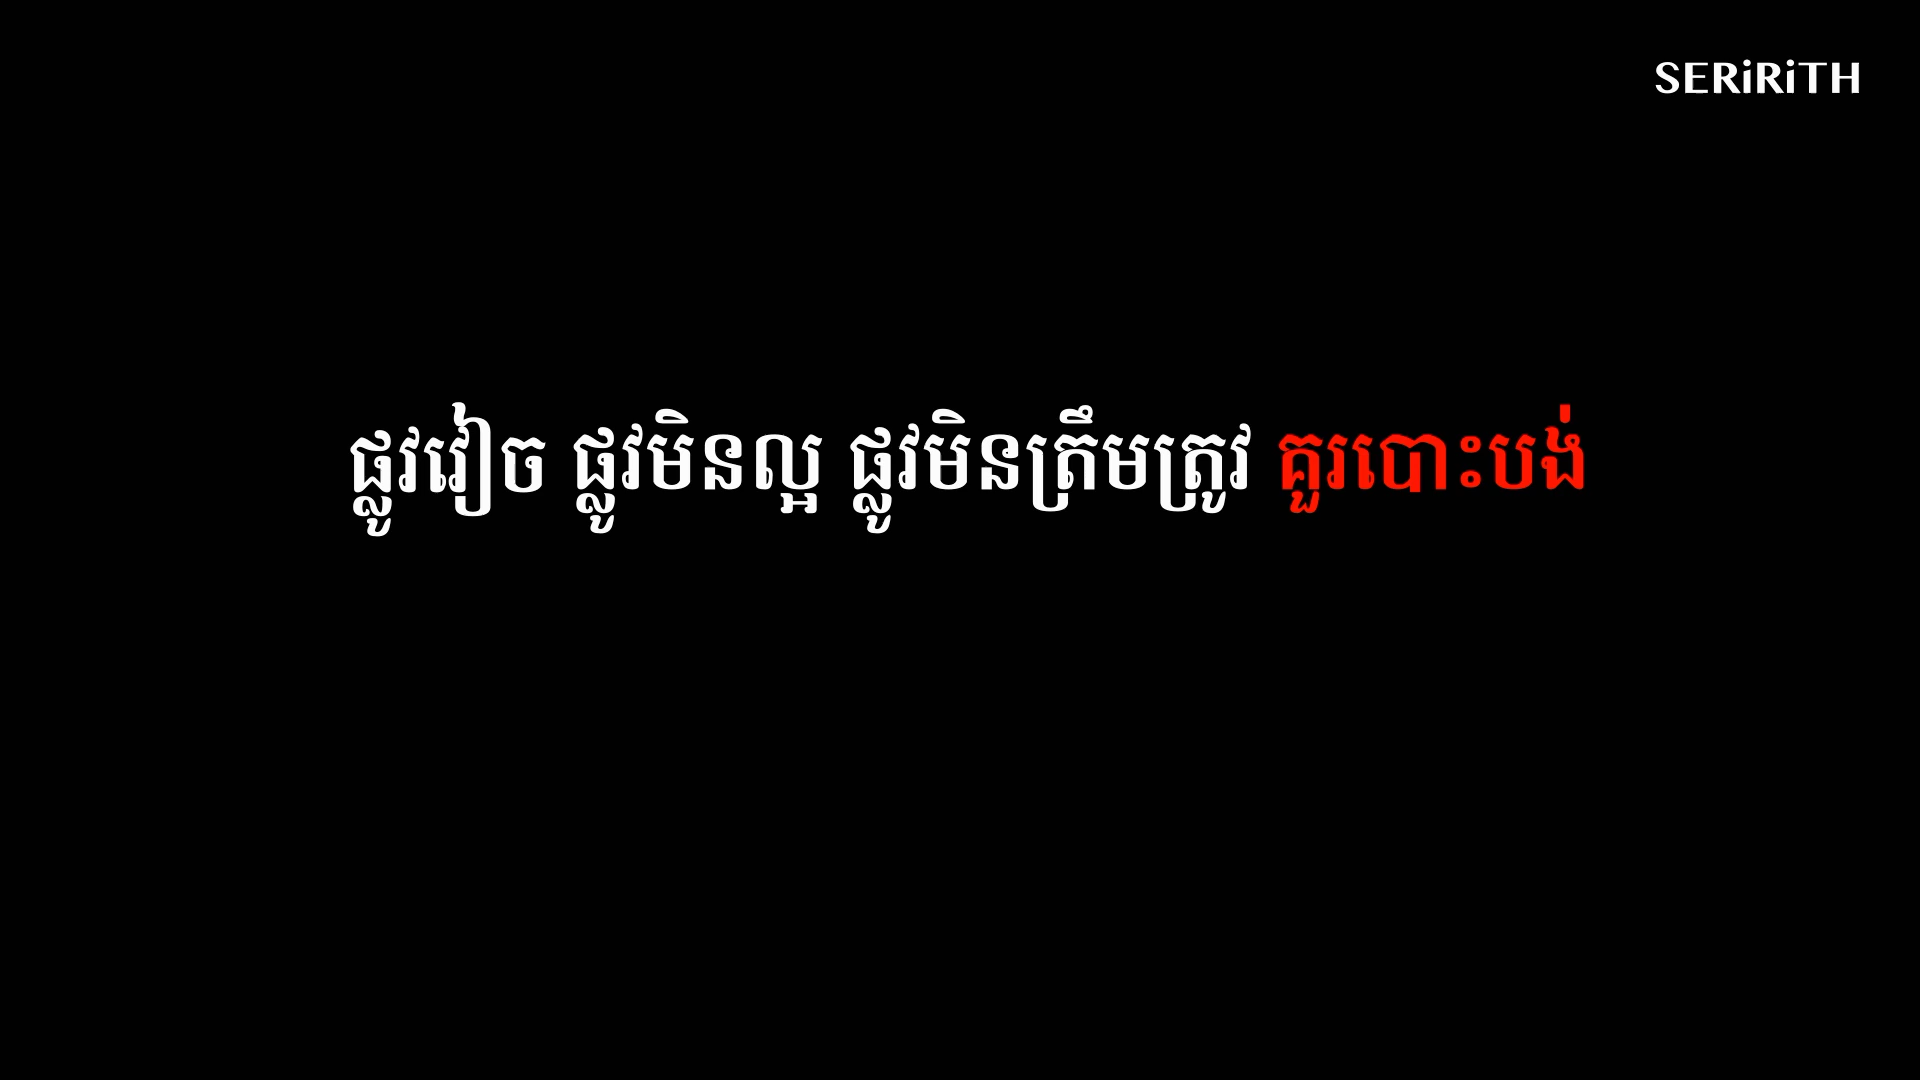 SERiRiTH
ផ្លូវវៀច ផ្លូវមិនល្អ ផ្លូវមិនត្រឹមត្រូវ គួរបោះបង់